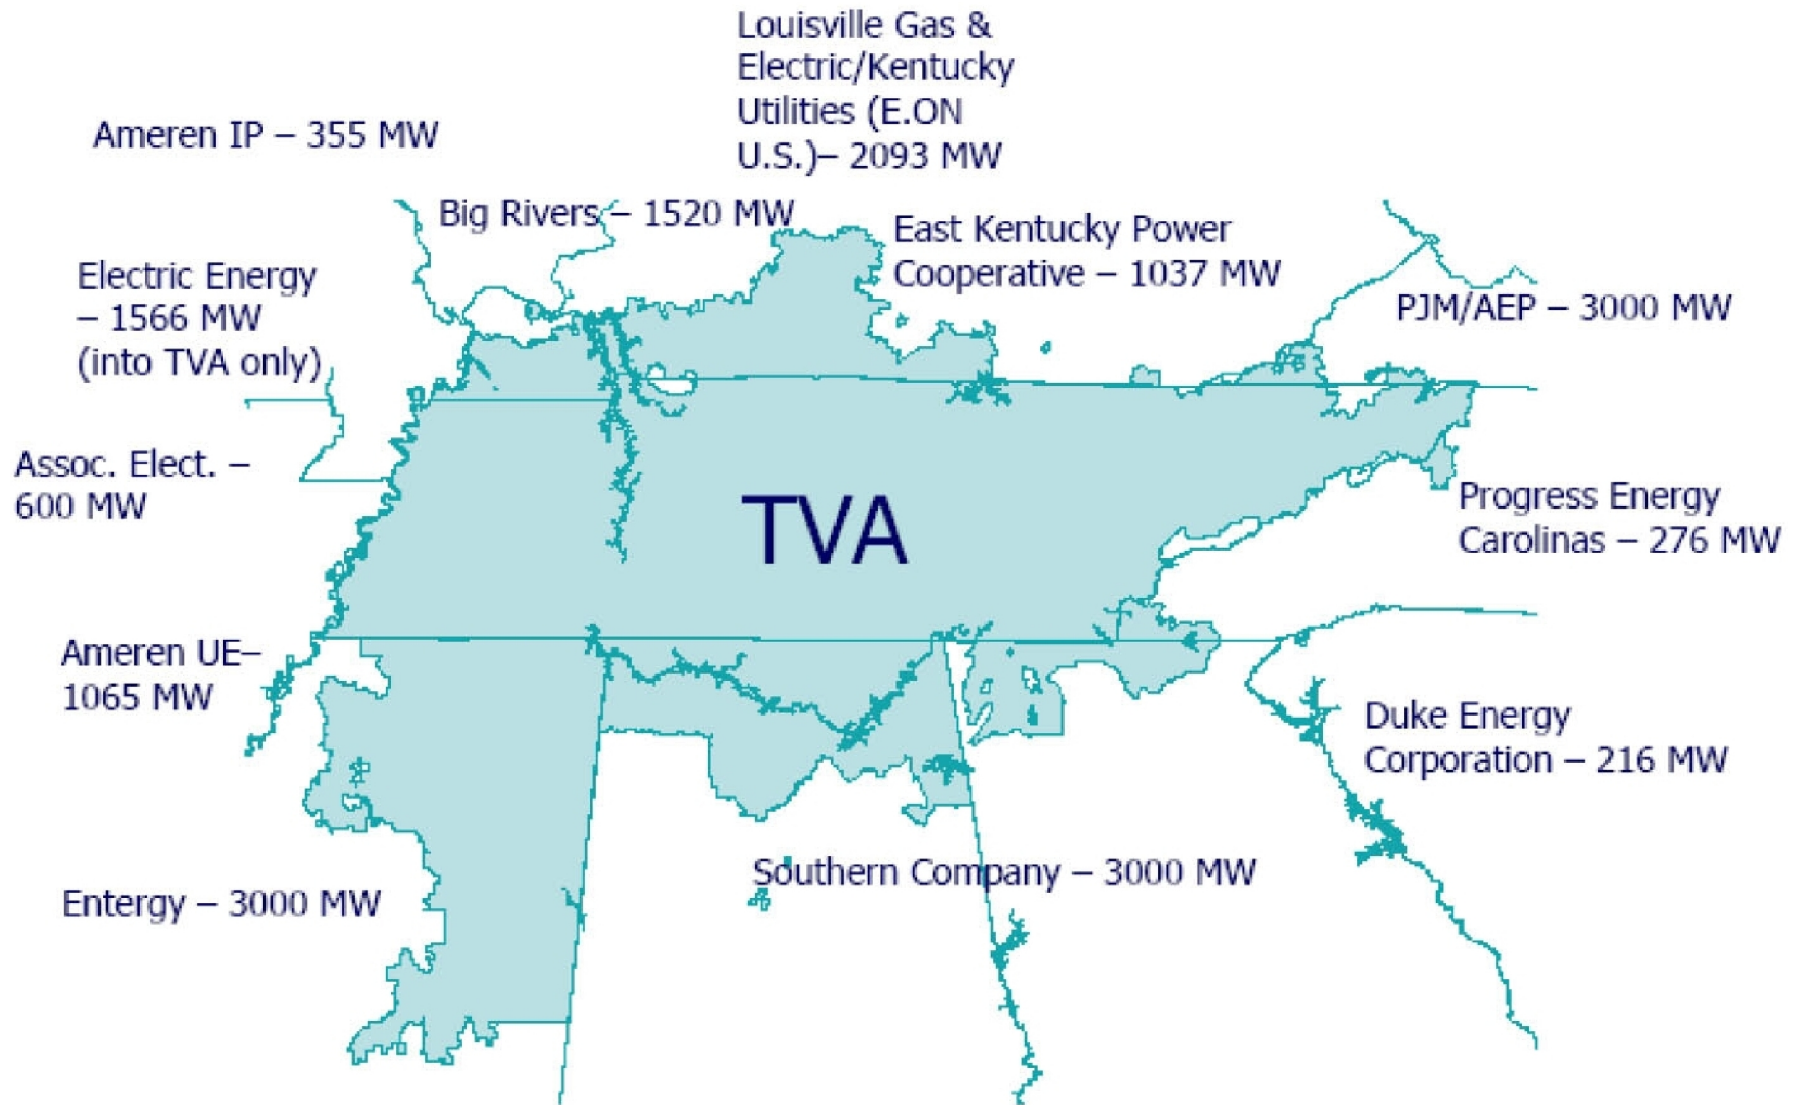 Louisville Gas &
Electric/Kentucky
Utilities (E.ON
U.S.)– 2093 MW
Ameren IP – 355 MW
Big Rivers – 1520 MW
East Kentucky Power
Cooperative – 1037 MW
Electric Energy
– 1566 MW
(into TVA only)
PJM/AEP – 3000 MW
Assoc. Elect. –
600 MW
TVA
Progress Energy
Carolinas – 276 MW
Ameren UE–
1065 MW
Duke Energy
Corporation – 216 MW
Southern Company – 3000 MW
Entergy – 3000 MW